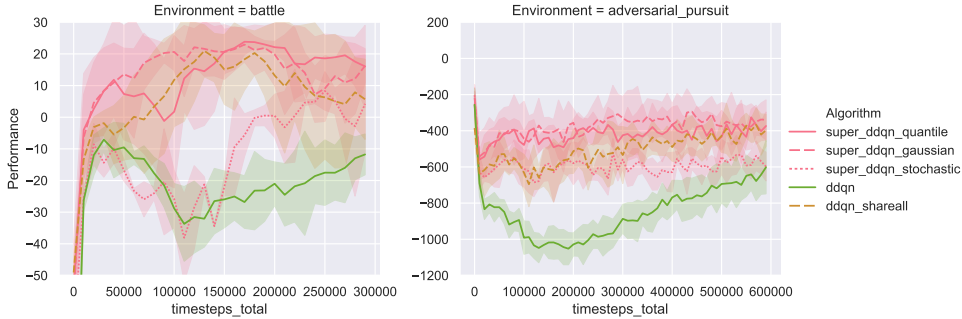 Environment = battle
30
20
10
0
−10
−20
−30
−40
−50
Performance
0
50000
100000
150000
200000
250000
300000
timesteps_total
Environment = adversarial_pursuit
200
0
−200
−400
−600
−800
−1000
−1200
0
100000
200000
300000
400000
500000
600000
timesteps_total
Algorithm
super_ddqn_quantile
super_ddqn_gaussian
super_ddqn_stochastic
ddqn
ddqn_shareall